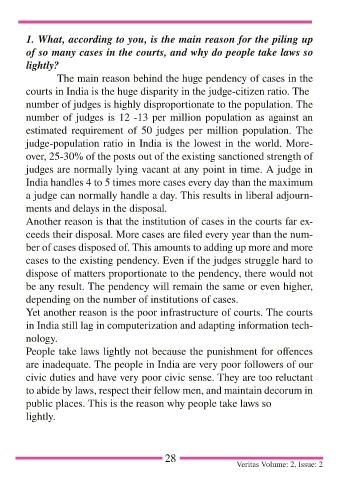 1. What, according to you, is the main reason for the piling up
of so many cases in the courts, and why do people take laws so
lightly?
The main reason behind the huge pendency of cases in the
courts in India is the huge disparity in the judge-citizen ratio. The
number of judges is highly disproportionate to the population. The
number of judges is 12 -13 per million population as against an
estimated requirement of 50 judges per million population. The
judge-population ratio in India is the lowest in the world. More-
over, 25-30% of the posts out of the existing sanctioned strength of
judges are normally lying vacant at any point in time. A judge in
India handles 4 to 5 times more cases every day than the maximum
a judge can normally handle a day. This results in liberal adjourn-
ments and delays in the disposal.
Another reason is that the institution of cases in the courts far ex-
ceeds their disposal. More cases are filed every year than the num-
ber of cases disposed of. This amounts to adding up more and more
cases to the existing pendency. Even if the judges struggle hard to
dispose of matters proportionate to the pendency, there would not
be any result. The pendency will remain the same or even higher,
depending on the number of institutions of cases.
Yet another reason is the poor infrastructure of courts. The courts
in India still lag in computerization and adapting information tech-
nology.
People take laws lightly not because the punishment for offences
are inadequate. The people in India are very poor followers of our
civic duties and have very poor civic sense. They are too reluctant
to abide by laws, respect their fellow men, and maintain decorum in
public places. This is the reason why people take laws so
lightly.
28
Veritas Volume: 2, Issue: 2